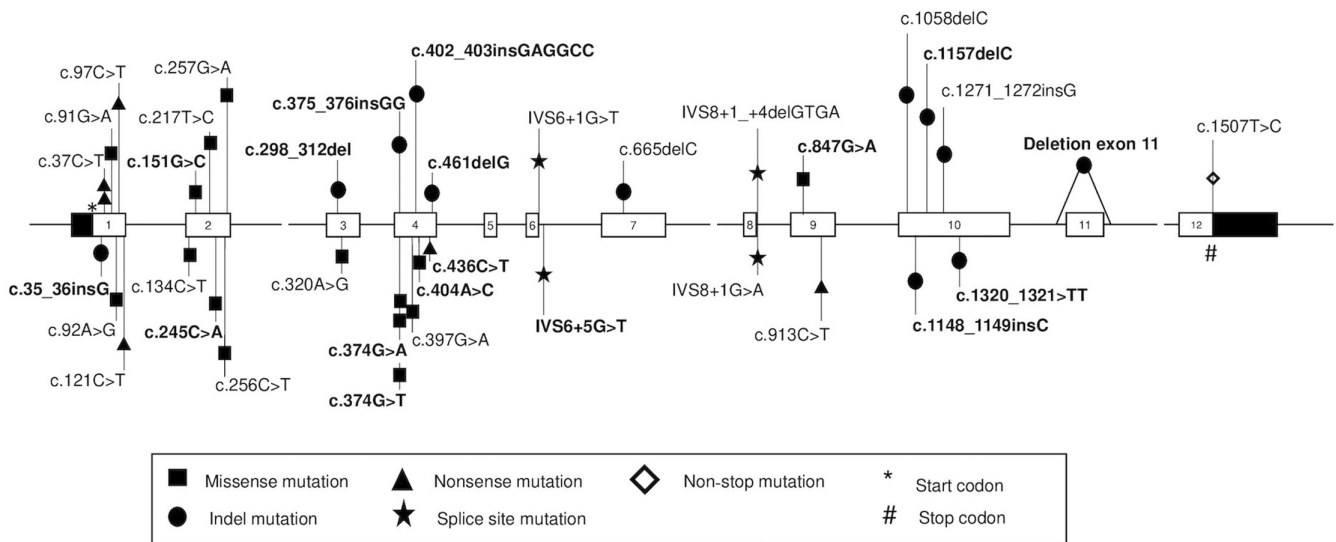 c.1058delC
c.402_403insGAGGCC
c.1157delC
c.257G>A
c.97C>T
c.1271_1272insG
c.375_376insGG
IVS6+1G>T
IVS8+1_+4delGTGA
c.91G>A
c.217T>C
c.1507T>C
Deletion exon 11
c.298_312del
c.665delC
c.847G>A
c.37C>T
c.151G>C
c.461delG
*
1
2
3
4
5
6
7
8
9
10
11
12
#
c.436C>T
c.134C>T
c.320A>G
c.35_36insG
c.404A>C
IVS8+1G>A
c.1320_1321>TT
c.92A>G
c.245C>A
c.397G>A
IVS6+5G>T
c.913C>T
c.1148_1149insC
c.374G>A
c.121C>T
c.256C>T
c.374G>T
Missense mutation
Nonsense mutation
Non-stop mutation
* Start codon
Indel mutation
Splice site mutation
# Stop codon